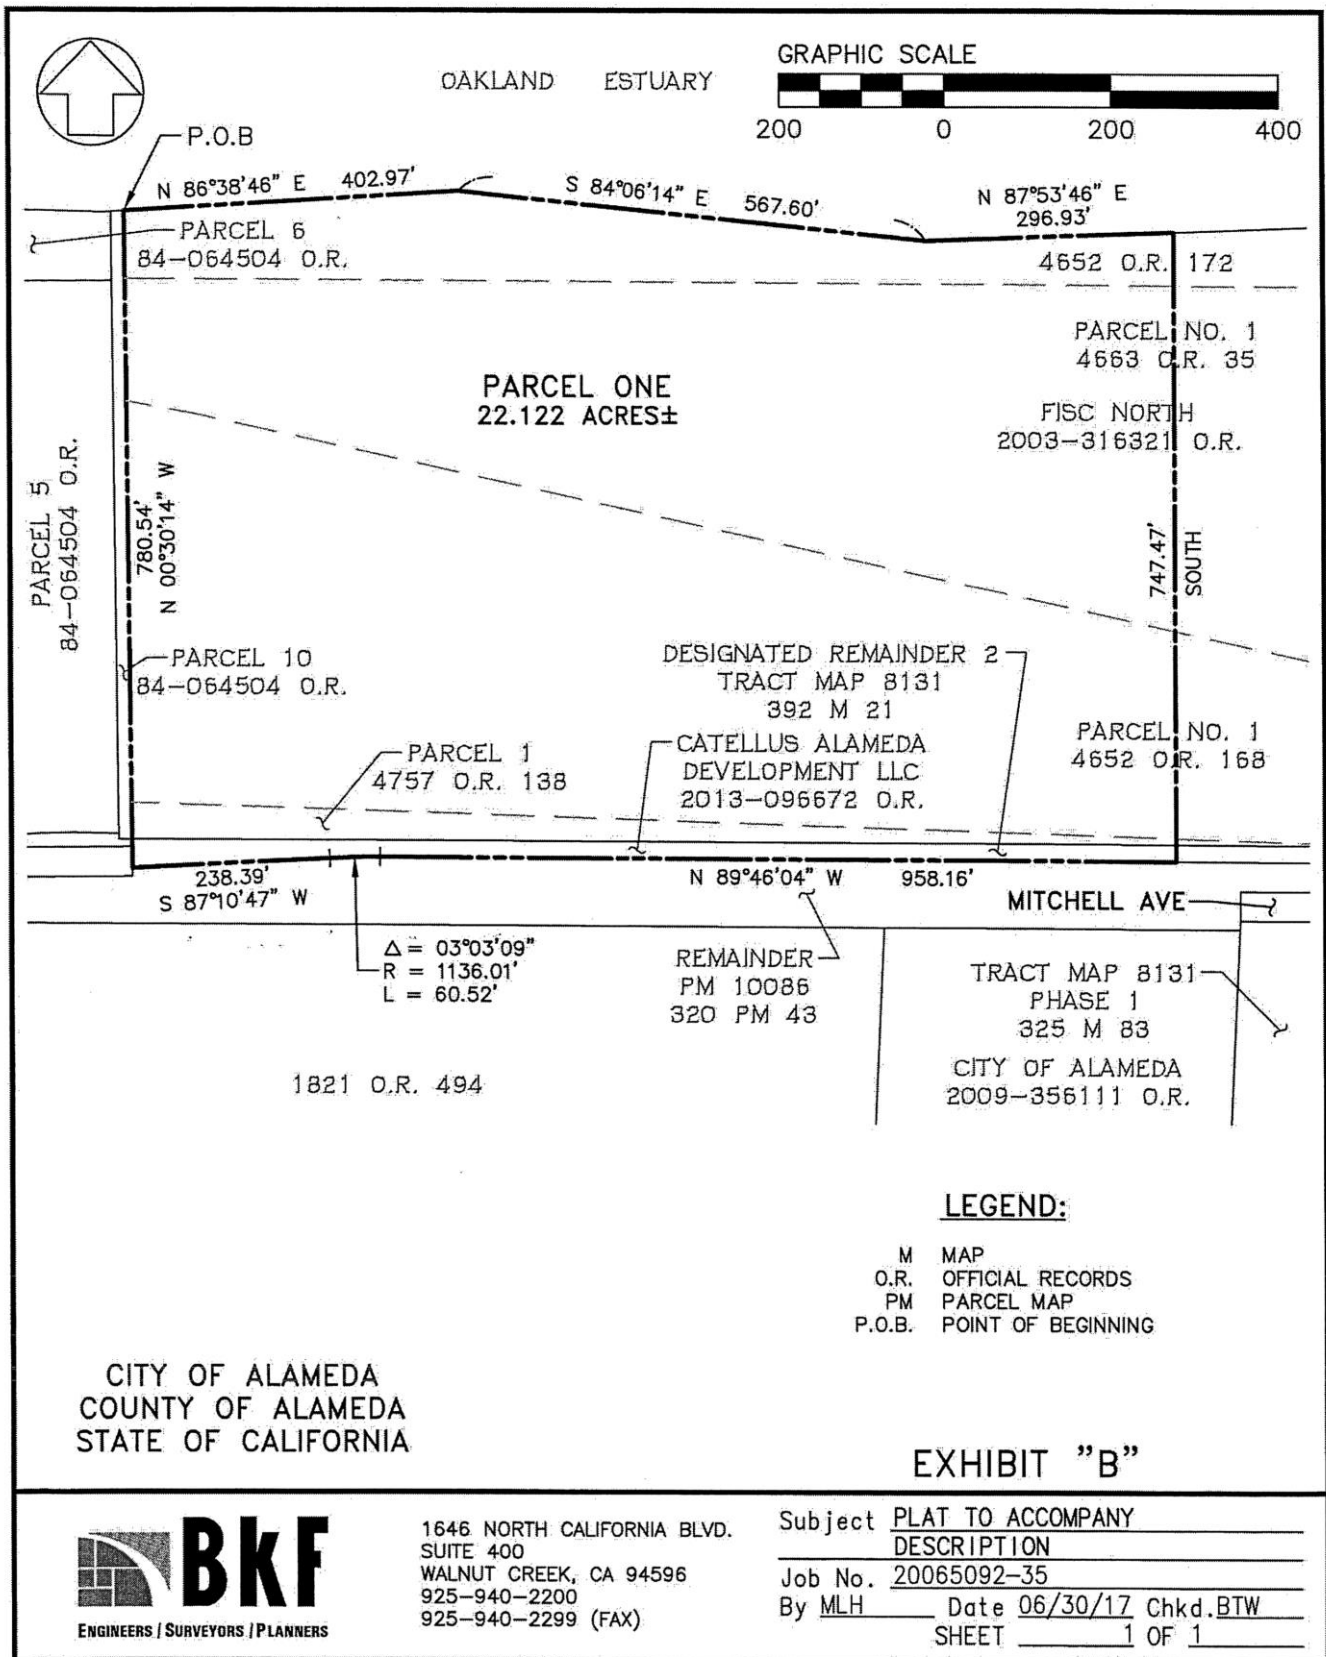 GRAPHIC SCALE
OAKLAND ESTUARY
200 0 200 400
P.O.B
N 86°38'46" E 402.97'
S 84°06'14" E 567.60'
N 87°53'46" E
296.93'
PARCEL 6
84-064504 O.R.
4652 O.R. 172
PARCEL NO. 1
4663 O.R. 35
PARCEL ONE
22.122 ACRES±
FISC NORTH
2003-316321 O.R.
PARCEL 5
84-064504 O.R.
780.54'
N 00°30'14" W
747.47'
SOUTH
PARCEL 10
84-064504 O.R.
DESIGNATED REMAINDER 2
TRACT MAP 8131
392 M 21
PARCEL 1
4757 O.R. 138
CATELLUS ALAMEDA
DEVELOPMENT LLC
2013-096672 O.R.
PARCEL NO. 1
4652 O.R. 168
238.39'
S 87°10'47" W
N 89°46'04" W 958.16'
MITCHELL AVE
Δ = 03°03'09"
R = 1136.01'
L = 60.52'
REMAINDER
PM 10086
320 PM 43
TRACT MAP 8131
PHASE 1
325 M 83
CITY OF ALAMEDA
2009-356111 O.R.
1821 O.R. 494
LEGEND:
M MAP
O.R. OFFICIAL RECORDS
PM PARCEL MAP
P.O.B. POINT OF BEGINNING
CITY OF ALAMEDA
COUNTY OF ALAMEDA
STATE OF CALIFORNIA
EXHIBIT "B"
BKF
ENGINEERS / SURVEYORS / PLANNERS
1646 NORTH CALIFORNIA BLVD.
SUITE 400
WALNUT CREEK, CA 94596
925-940-2200
925-940-2299 (FAX)
Subject PLAT TO ACCOMPANY
DESCRIPTION
Job No. 20065092-35
By MLH Date 06/30/17 Chkd. BTW
SHEET 1 OF 1